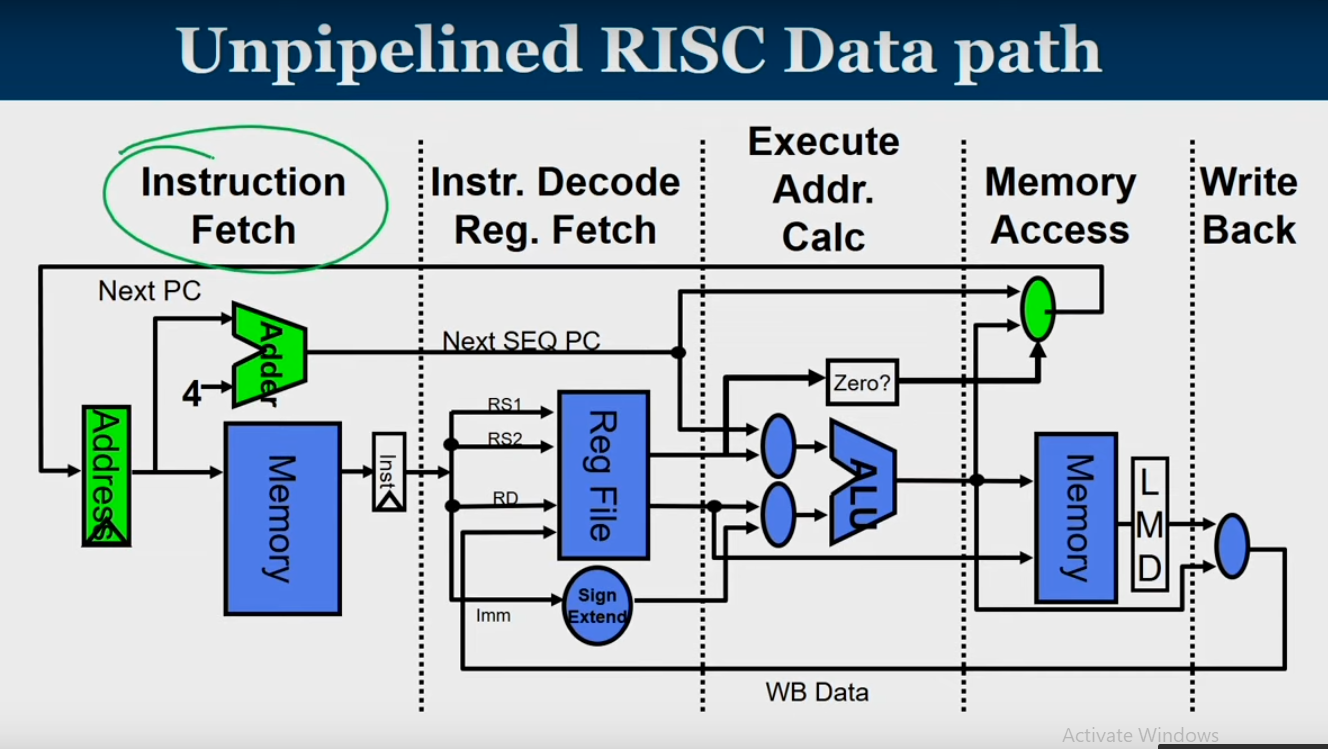 Unpipelined RISC Data path
Instruction
Fetch
Instr. Decode
Reg. Fetch
Execute
Addr.
Calc
Memory
Access
Write
Back
Next PC
Adder
4
Next SEQ PC
Address
Memory
Inst
RS1
RS2
RD
Reg File
Imm
Sign
Extend
Zero?
ALU
Memory
L
M
D
WB Data
Activate Windows